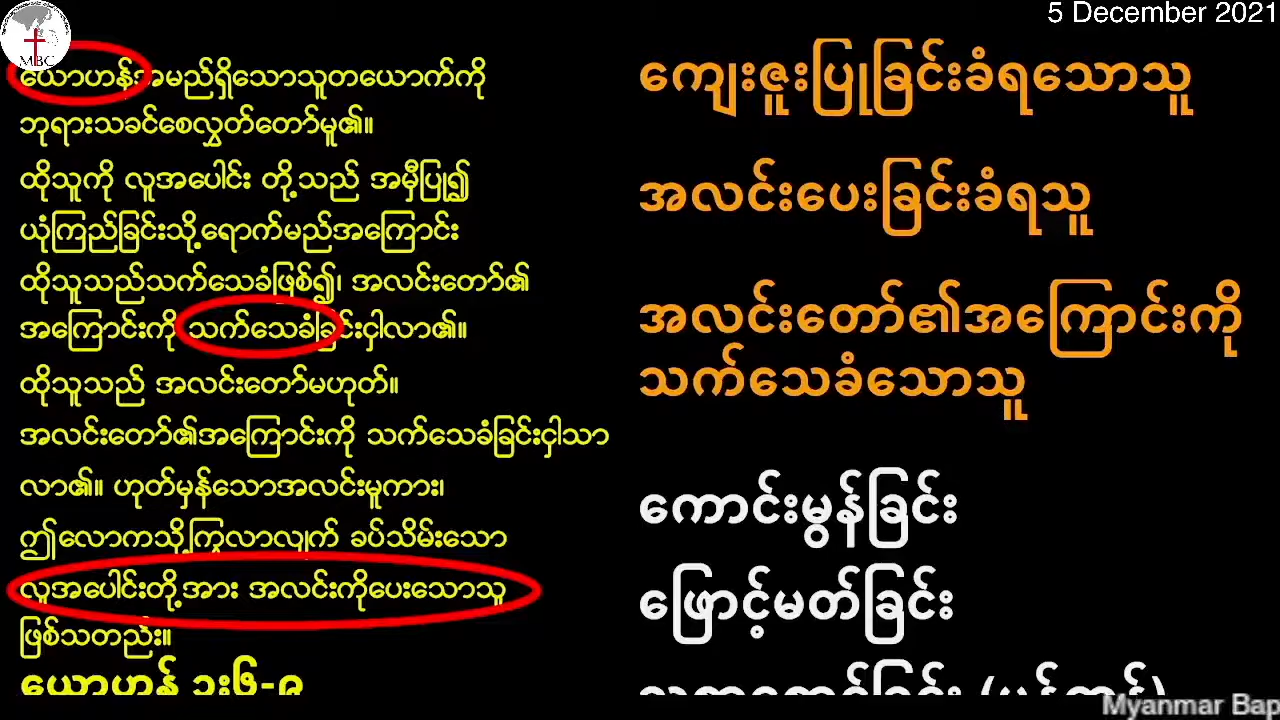 5 December 2021
MBC
ယောဟန်အမည်ရှိသောသူတယောက်ကို
ဘုရားသခင်စေလွှတ်တော်မူ၏။
ထိုသူကို လူအပေါင်း တို့သည် အမှီပြု၍
ယုံကြည်ခြင်းသို့ရောက်မည်အကြောင်း
ထိုသူသည်သက်သေခံဖြစ်၍၊ အလင်းတော်၏
အကြောင်းကို သက်သေခံခြင်းငှါလာ၏။
ထိုသူသည် အလင်းတော်မဟုတ်။
အလင်းတော်၏အကြောင်းကို သက်သေခံခြင်းငှါသာ
လာ၏။ ဟုတ်မှန်သောအလင်းမူကား၊
ဤလောကသို့ကြွလာလျက် ခပ်သိမ်းသော
လူအပေါင်းတို့အား အလင်းကိုပေးသောသူ
ဖြစ်သတည်း။
ယောဟန် ၁း၆-၉
ကျေးဇူးပြုခြင်းခံရသောသူ
အလင်းပေးခြင်းခံရသူ
အလင်းတော်၏အကြောင်းကို
သက်သေခံသောသူ
ကောင်းမွန်ခြင်း
ဖြောင့်မတ်ခြင်း
Myanmar Bap